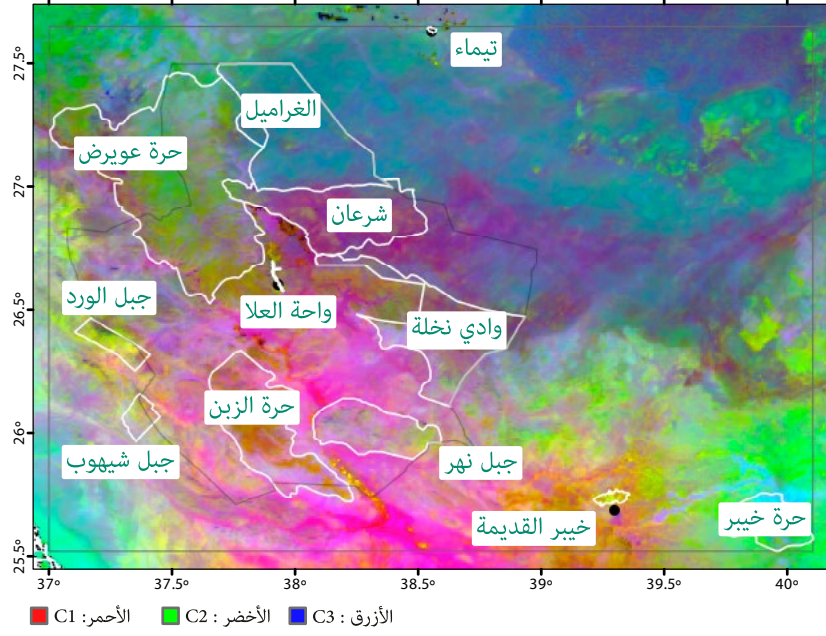 تيماء
27.5°
الغراميل
حرة عويرض
27°
شرعان
جبل الورد
واحة العلا
وادي نخلة
26.5°
حرة الزبن
26°
جبل شيهوب
جبل نهر
حرة خيبر
خيبر القديمة
25.5°
37° 37.5° 38° 38.5° 39° 39.5° 40°
الأحمر: C1 الأخضر : C2 الأزرق : C3